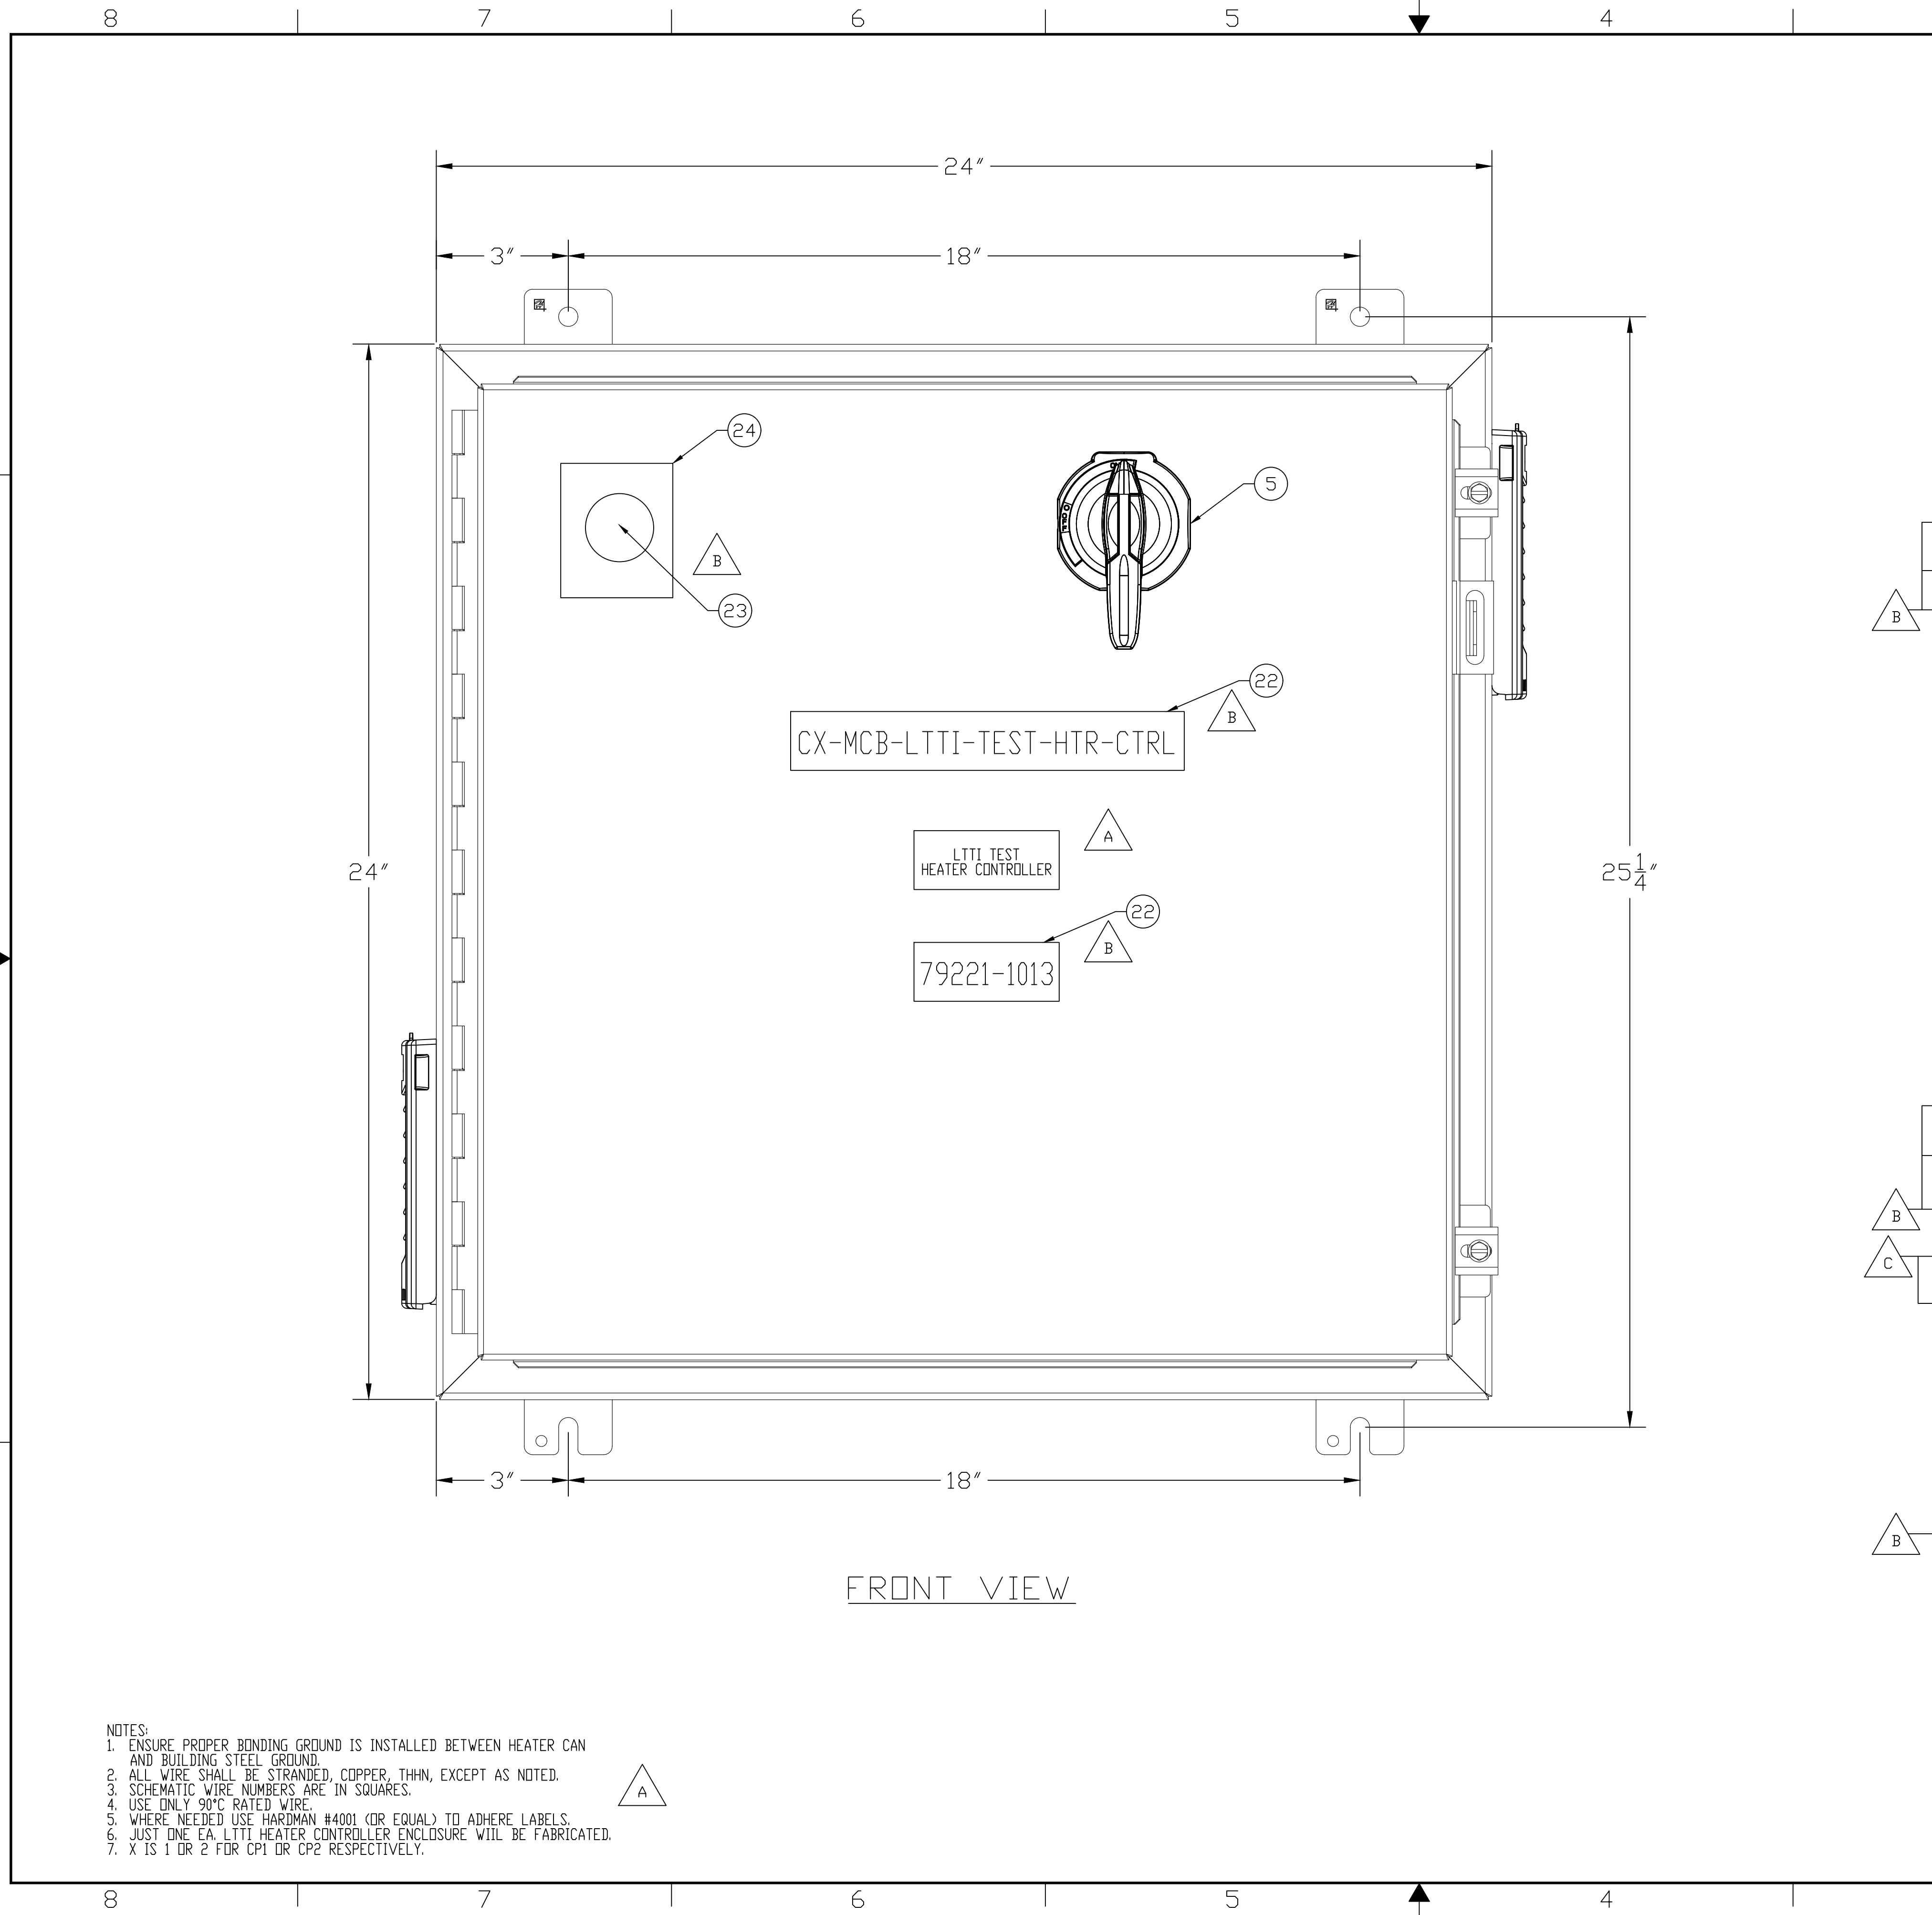 8 7 6 5 4
24"
3" 18"
24
5
B
B
23
22
B
CX-MCB-LTTI-TEST-HTR-CTRL
A
LTTI TEST
HEATER CONTROLLER
24"
25 1/4"
22
B
79221-1013
B
C
3" 18"
B
FRONT VIEW
NOTES:
1. ENSURE PROPER BONDING GROUND IS INSTALLED BETWEEN HEATER CAN
AND BUILDING STEEL GROUND.
2. ALL WIRE SHALL BE STRANDED, COPPER, THHN, EXCEPT AS NOTED.
3. SCHEMATIC WIRE NUMBERS ARE IN SQUARES.
4. USE ONLY 90°C RATED WIRE.
5. WHERE NEEDED USE HARDMAN #4001 (OR EQUAL) TO ADHERE LABELS.
6. JUST ONE EA. LTTI HEATER CONTROLLER ENCLOSURE WIIL BE FABRICATED.
7. X IS 1 OR 2 FOR CP1 OR CP2 RESPECTIVELY.
A
8 7 6 5 4